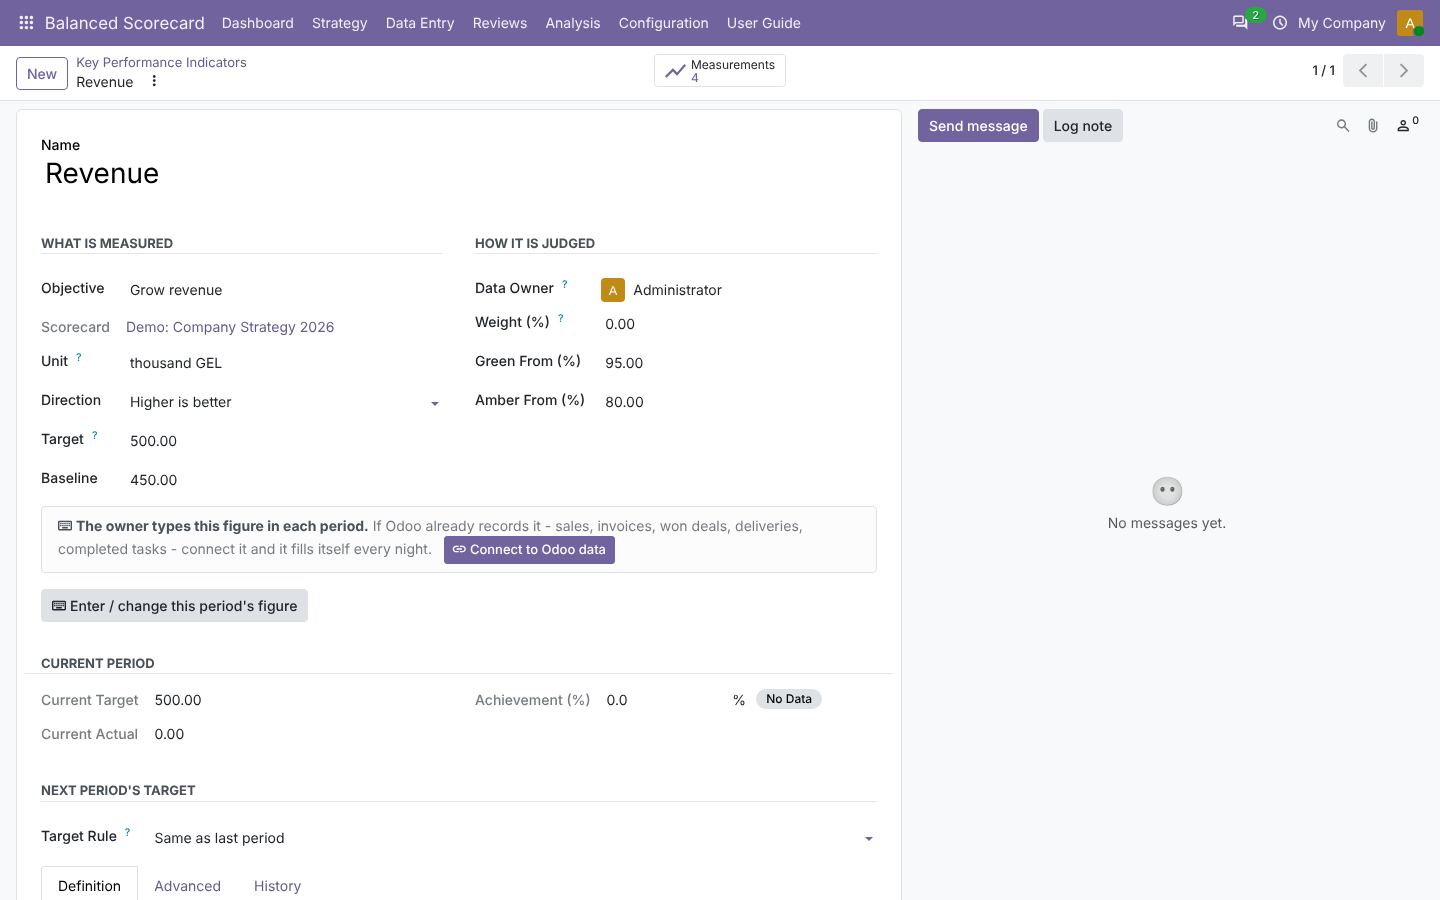 Balanced Scorecard Dashboard Strategy Data Entry Reviews Analysis Configuration User Guide 2 My Company A
New
Key Performance Indicators
Revenue
Measurements
4
1 / 1
Name
Revenue
WHAT IS MEASURED
Objective Grow revenue
Scorecard Demo: Company Strategy 2026
Unit ? thousand GEL
Direction Higher is better
Target ? 500.00
Baseline 450.00
HOW IT IS JUDGED
Data Owner ? A Administrator
Weight (%) ? 0.00
Green From (%) 95.00
Amber From (%) 80.00
The owner types this figure in each period. If Odoo already records it - sales, invoices, won deals, deliveries,
completed tasks - connect it and it fills itself every night. Connect to Odoo data
Enter / change this period's figure
CURRENT PERIOD
Current Target 500.00
Current Actual 0.00
Achievement (%) 0.0 % No Data
NEXT PERIOD'S TARGET
Target Rule ? Same as last period
Definition Advanced History
Send message Log note 0
No messages yet.